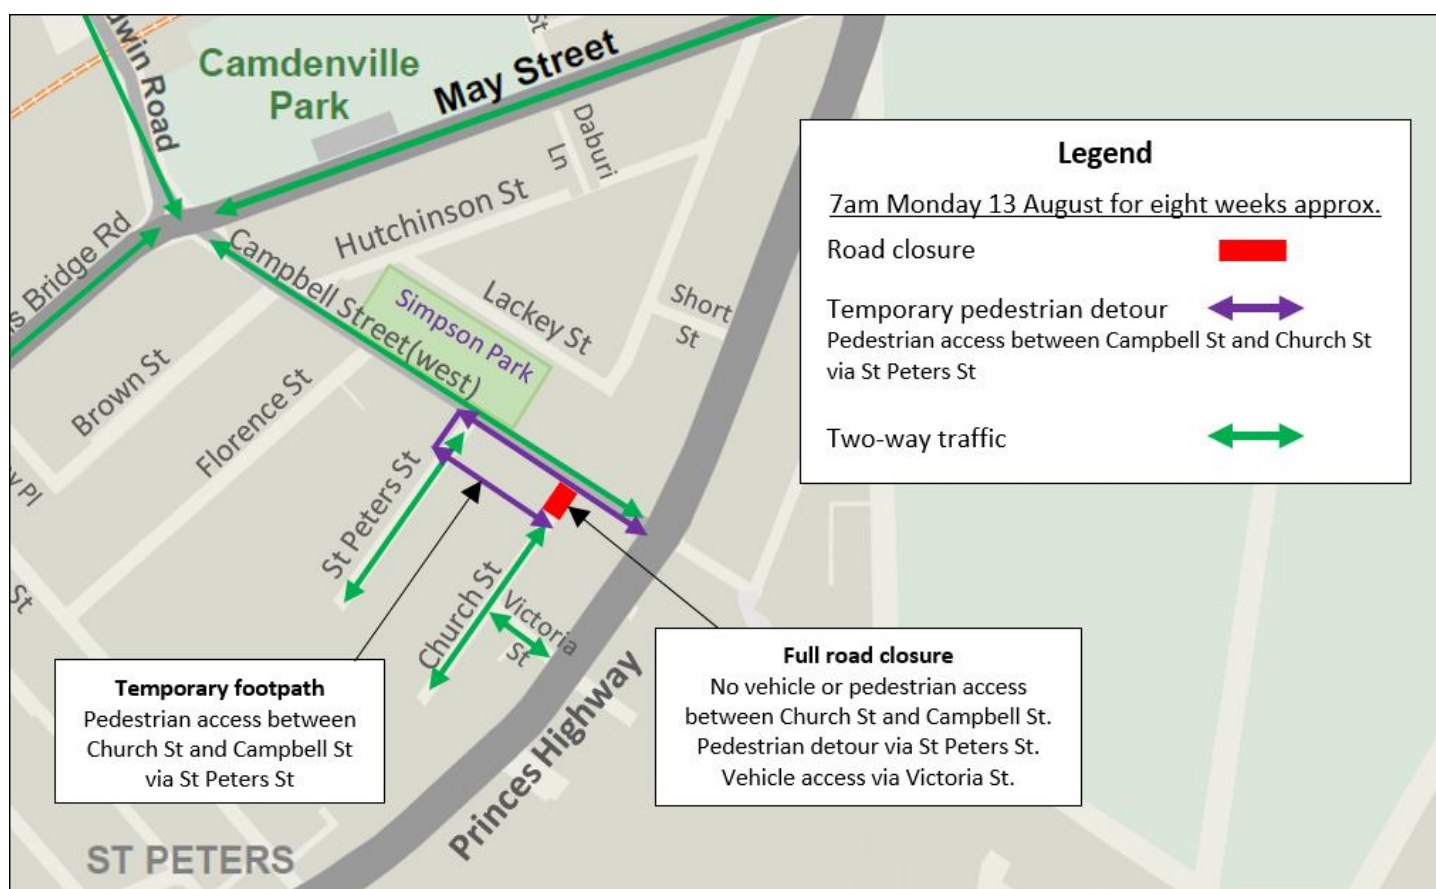 dwin Road
Camdenville
Park
May Street
St
Daburi
Ln
Hutchinson St
s Bridge Rd
Campbell Street(west)
Simpson Park
Lackey St
Short
St
Brown St
Florence St
y Pl
St
St Peters St
Church St
Victoria
St
Princes Highway
ST PETERS
Legend
7am Monday 13 August for eight weeks approx.
Road closure
Temporary pedestrian detour
Pedestrian access between Campbell St and Church St
via St Peters St
Two-way traffic
Temporary footpath
Pedestrian access between
Church St and Campbell St
via St Peters St
Full road closure
No vehicle or pedestrian access
between Church St and Campbell St.
Pedestrian detour via St Peters St.
Vehicle access via Victoria St.